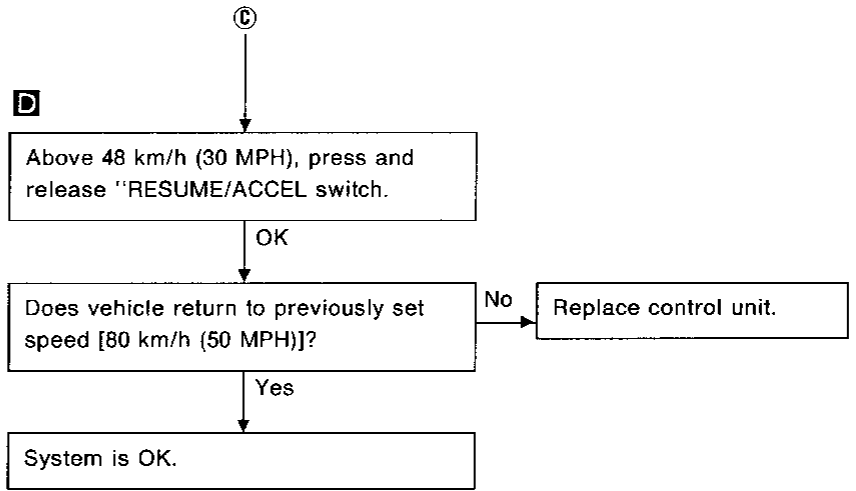 Ⓒ
D
Above 48 km/h (30 MPH), press and
release "RESUME/ACCEL switch.
OK
Does vehicle return to previously set
speed [80 km/h (50 MPH)]?
No
Replace control unit.
Yes
System is OK.